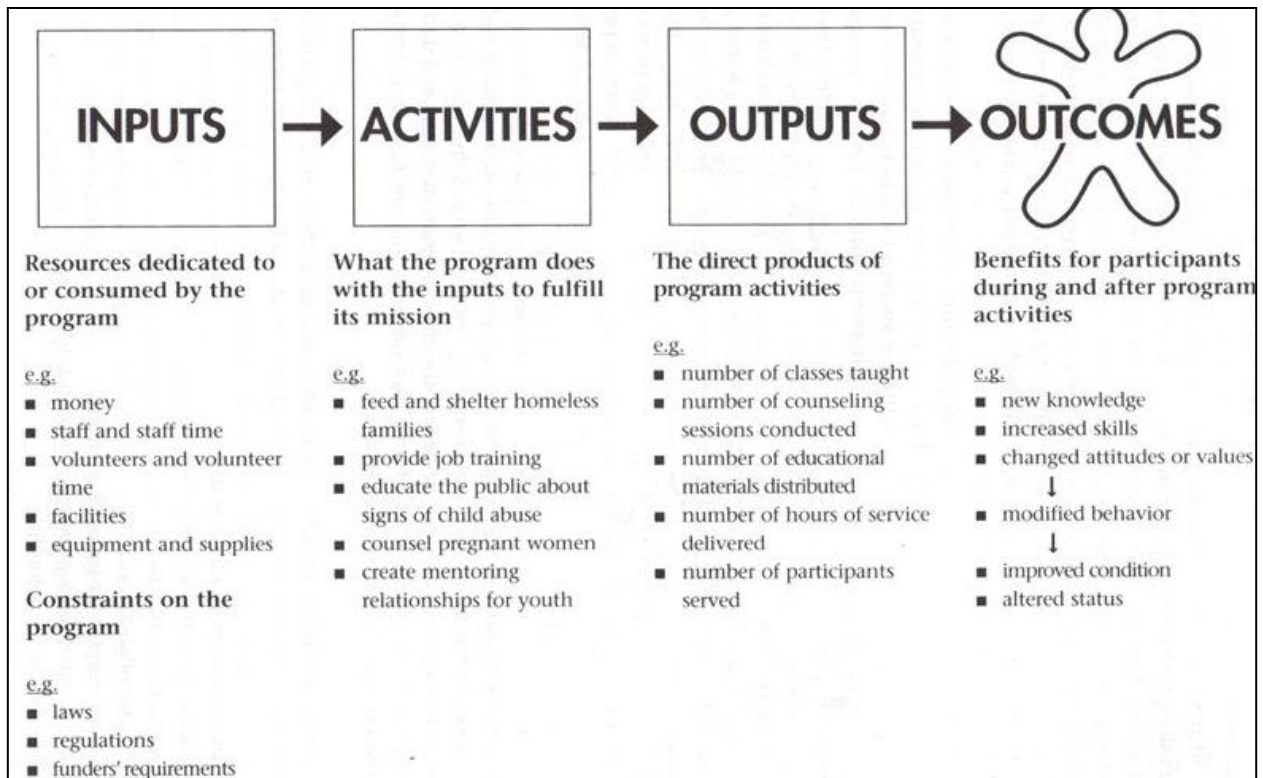 INPUTS
ACTIVITIES
OUTPUTS
OUTCOMES
Resources dedicated to
or consumed by the
program
e.g.
■ money
■ staff and staff time
■ volunteers and volunteer
time
■ facilities
■ equipment and supplies
Constraints on the
program
e.g.
■ laws
■ regulations
■ funders' requirements
What the program does
with the inputs to fulfill
its mission
e.g.
■ feed and shelter homeless
families
■ provide job training
■ educate the public about
signs of child abuse
■ counsel pregnant women
■ create mentoring
relationships for youth
The direct products of
program activities
e.g.
■ number of classes taught
■ number of counseling
sessions conducted
■ number of educational
materials distributed
■ number of hours of service
delivered
■ number of participants
served
Benefits for participants
during and after program
activities
e.g.
■ new knowledge
■ increased skills
■ changed attitudes or values
■ modified behavior
■ improved condition
■ altered status